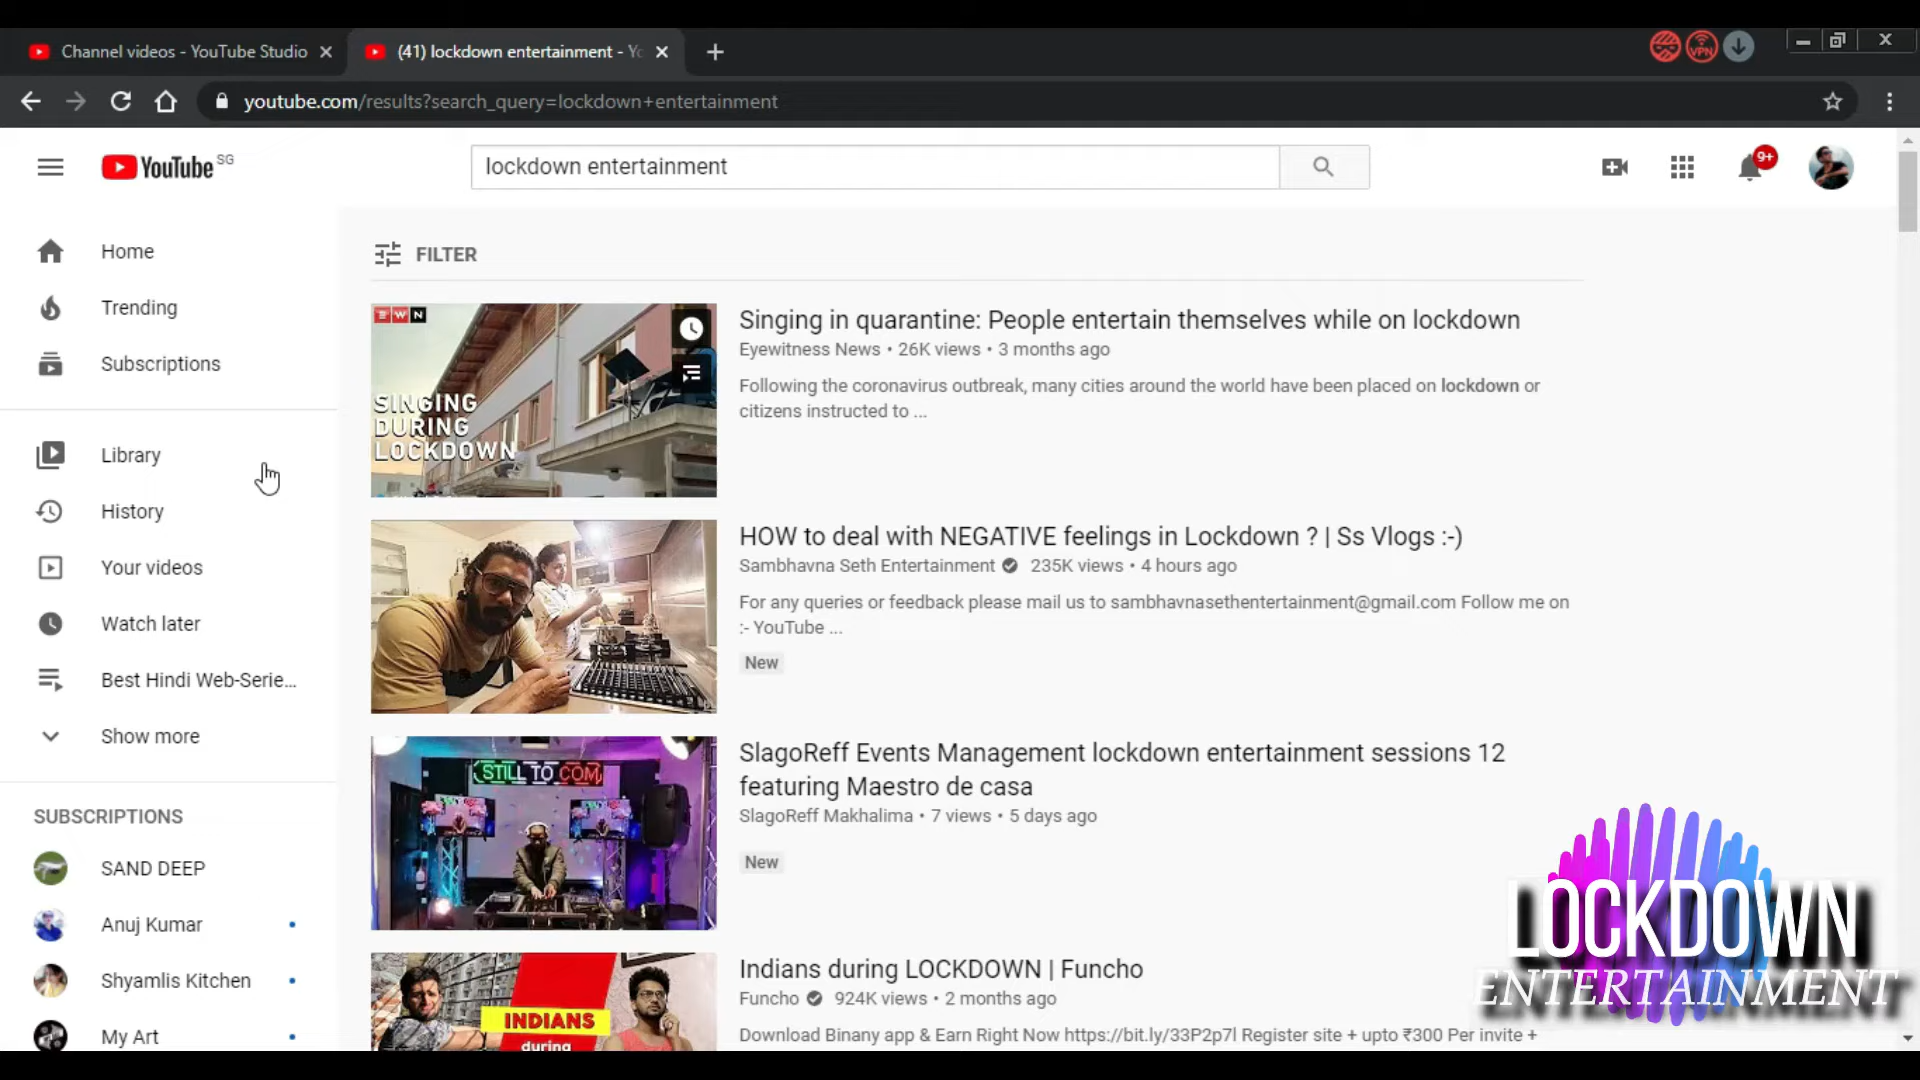 Channel videos - YouTube Studio
(41) lockdown entertainment - Yo
VPN
youtube.com/results?search_query=lockdown+entertainment
YouTube SG
lockdown entertainment
9+
Home
Trending
Subscriptions
Library
History
Your videos
Watch later
Best Hindi Web-Serie...
Show more
SUBSCRIPTIONS
SAND DEEP
Anuj Kumar
Shyamlis Kitchen
My Art
FILTER
EWN
SINGING
DURING
LOCKDOWN
Singing in quarantine: People entertain themselves while on lockdown
Eyewitness News • 26K views • 3 months ago
Following the coronavirus outbreak, many cities around the world have been placed on lockdown or
citizens instructed to ...
HOW to deal with NEGATIVE feelings in Lockdown ? | Ss Vlogs :-)
Sambhavna Seth Entertainment 235K views • 4 hours ago
For any queries or feedback please mail us to sambhavnasethentertainment@gmail.com Follow me on
:- YouTube ...
New
STILL TO COM
SlagoReff Events Management lockdown entertainment sessions 12
featuring Maestro de casa
SlagoReff Makhalima • 7 views • 5 days ago
New
INDIANS
during
Indians during LOCKDOWN | Funcho
Funcho 924K views • 2 months ago
Download Binany app & Earn Right Now https://bit.ly/33P2p7l Register site + upto ₹300 Per invite +
LOCKDOWN
ENTERTAINMENT